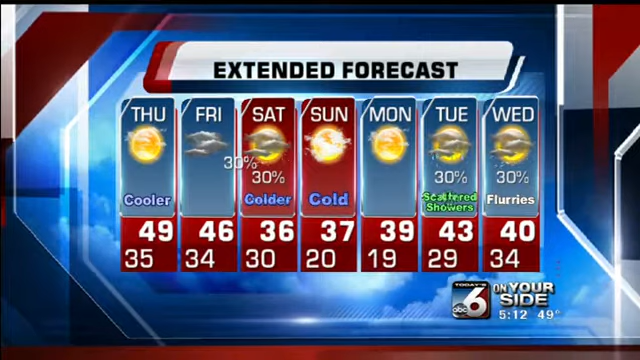 EXTENDED FORECAST
THU FRI SAT SUN MON TUE WED
30%
30% 30% 30%
Cooler Colder Cold Scattered Showers Flurries
49 46 36 37 39 43 40
35 34 30 20 19 29 34
TODAY'S 6 abc
ON YOUR SIDE
5:12 49°